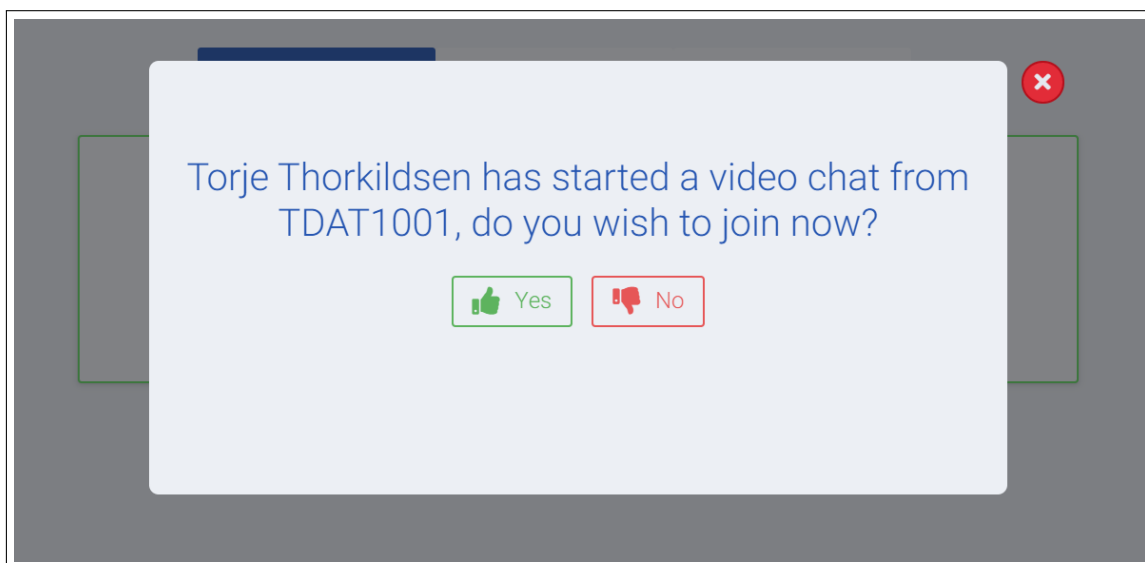 Torje Thorkildsen has started a video chat from
TDAT1001, do you wish to join now?
Yes No